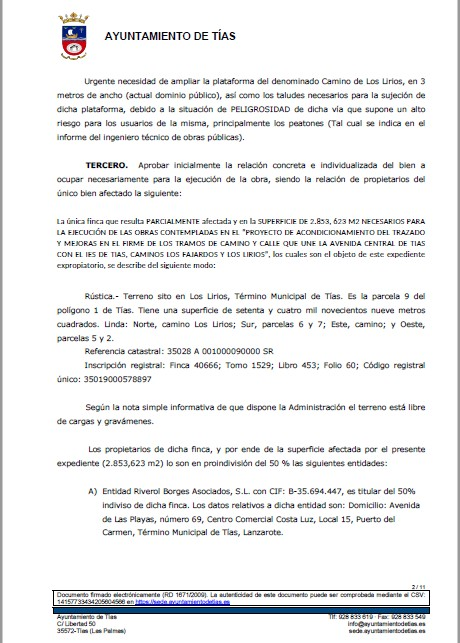 AYUNTAMIENTO DE TÍAS
Urgente necesidad de ampliar la plataforma del denominado Camino de Los Lirios, en 3
metros de ancho (actual dominio público), así como los taludes necesarios para la sujeción de
dicha plataforma, debido a la situación de PELIGROSIDAD de dicha vía que supone un alto
riesgo para los usuarios de la misma, principalmente los peatones (Tal cual se indica en el
informe del ingeniero técnico de obras públicas).
TERCERO. Aprobar inicialmente la relación concreta e individualizada del bien a
ocupar necesariamente para la ejecución de la obra, siendo la relación de propietarios del
único bien afectado la siguiente:
La única finca que resulta PARCIALMENTE afectada y en la SUPERFICIE DE 2.853, 623 M2 NECESARIOS PARA
LA EJECUCIÓN DE LAS OBRAS CONTEMPLADAS EN EL "PROYECTO DE ACONDICIONAMIENTO DEL TRAZADO
Y MEJORAS EN EL FIRME DE LOS TRAMOS DE CAMINO Y CALLE QUE UNE LA AVENIDA CENTRAL DE TIAS
CON EL IES DE TIAS, CAMINOS LOS FAJARDOS Y LOS LIRIOS", los cuales son el objeto de este expediente
expropiatorio, se describe del siguiente modo:
Rústica.- Terreno sito en Los Lirios, Término Municipal de Tías. Es la parcela 9 del
polígono 1 de Tías. Tiene una superficie de setenta y cuatro mil novecientos nueve metros
cuadrados. Linda: Norte, camino Los Lirios; Sur, parcelas 6 y 7; Este, camino; y Oeste,
parcelas 5 y 2.
Referencia catastral: 35028 A 001000090000 SR
Inscripción registral: Finca 40666; Tomo 1529; Libro 453; Folio 60; Código registral
único: 35019000578897
Según la nota simple informativa de que dispone la Administración el terreno está libre
de cargas y gravámenes.
Los propietarios de dicha finca, y por ende de la superficie afectada por el presente
expediente (2.853,623 m2) lo son en proindivisión del 50 % las siguientes entidades:
A) Entidad Riverol Borges Asociados, S.L. con CIF: B-35.694.447, es titular del 50%
indiviso de dicha finca. Los datos relativos a dicha entidad son: Domicilio: Avenida
de Las Playas, número 69, Centro Comercial Costa Luz, Local 15, Puerto del
Carmen, Término Municipal de Tías, Lanzarote.
2 / 11
Documento firmado electrónicamente (RD 1671/2009). La autenticidad de este documento puede ser comprobada mediante el CSV:
14157733434205604566 en https://sede.ayuntamientodetias.es
Ayuntamiento de Tías
C/ Libertad 50
35572-Tías (Las Palmas)
Tlf: 928 833 619 · Fax: 928 833 549
info@ayuntamientodetias.es
sede.ayuntamientodetias.es